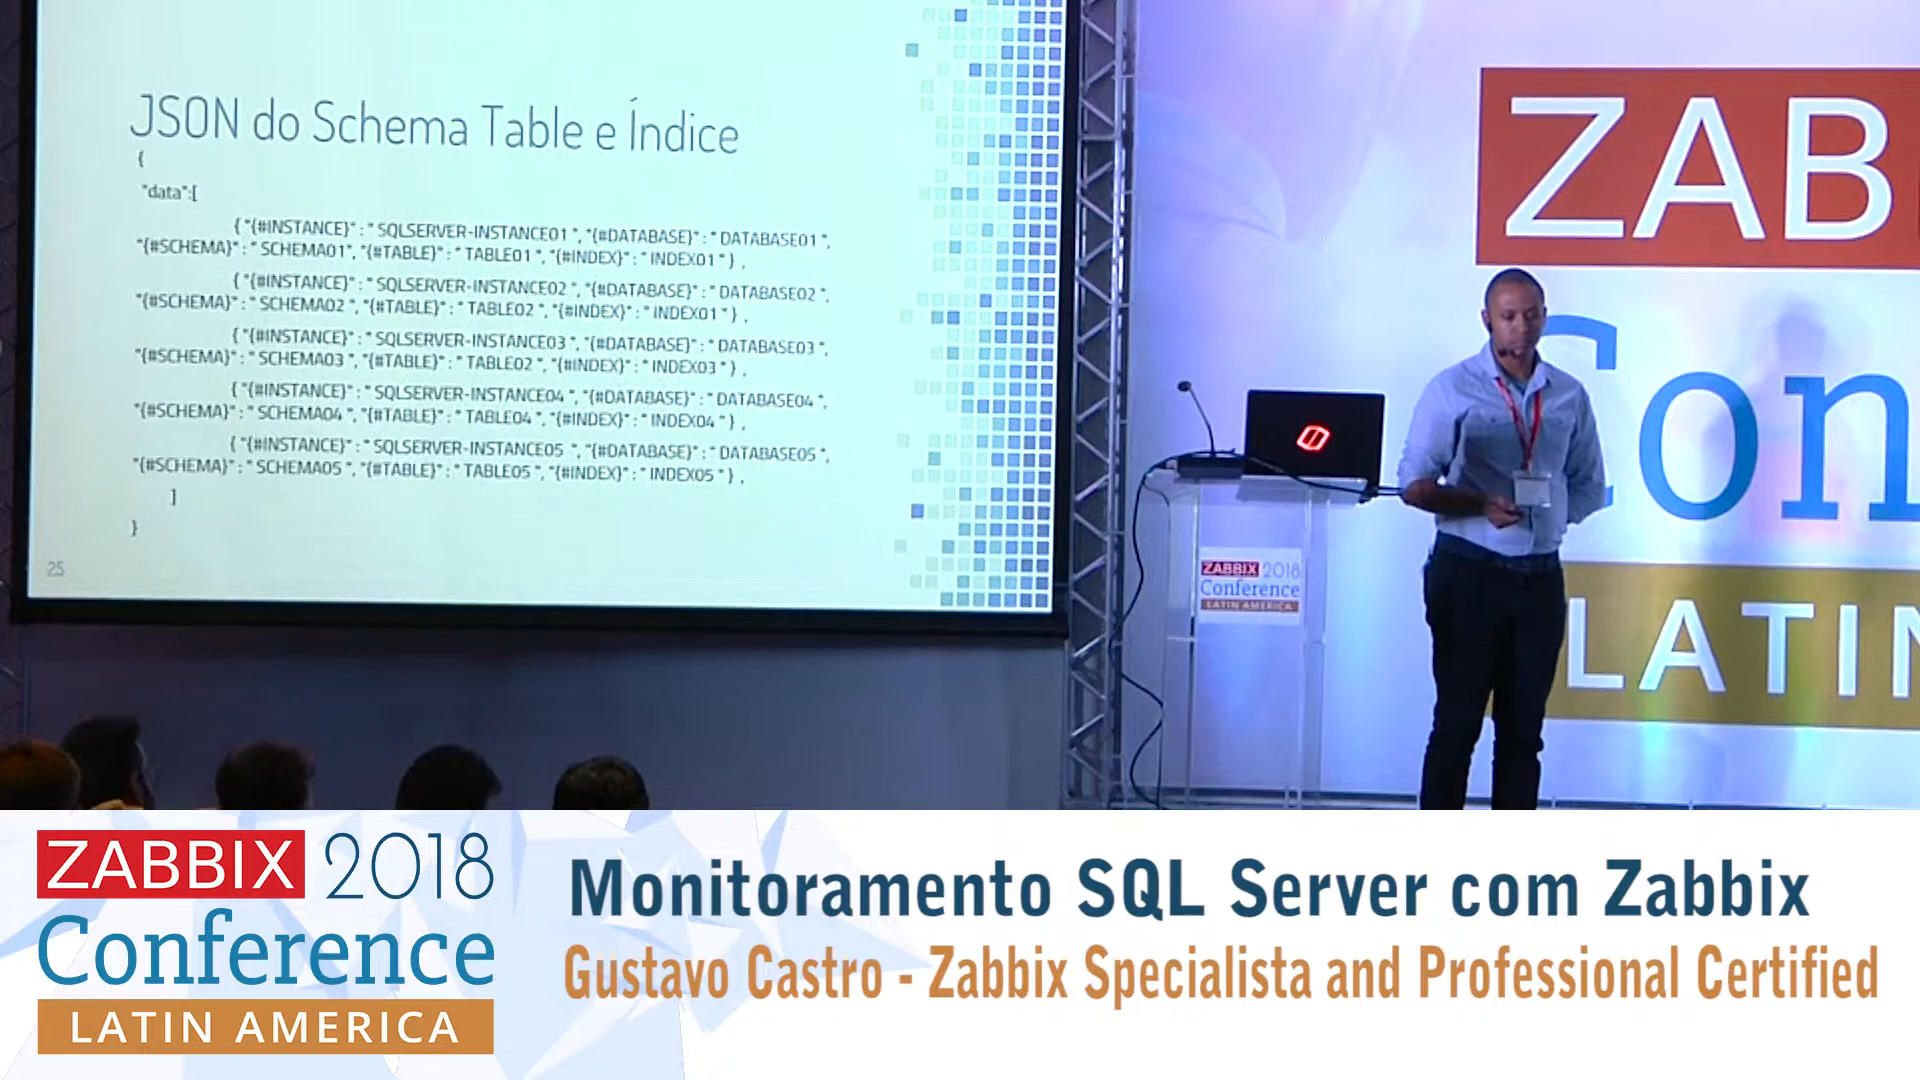 JSON do Schema Table e Índice
{
"data":[
{ "{#INSTANCE}" : " SQLSERVER-INSTANCE01 ", "{#DATABASE}" : " DATABASE01 ",
"{#SCHEMA}" : " SCHEMA01", "{#TABLE}" : " TABLE01 ", "{#INDEX}" : " INDEX01 " } ,
{ "{#INSTANCE}" : " SQLSERVER-INSTANCE02 ", "{#DATABASE}" : " DATABASE02 ",
"{#SCHEMA}" : " SCHEMA02 ", "{#TABLE}" : " TABLE02 ", "{#INDEX}" : " INDEX01 " } ,
{ "{#INSTANCE}" : " SQLSERVER-INSTANCE03 ", "{#DATABASE}" : " DATABASE03 ",
"{#SCHEMA}" : " SCHEMA03 ", "{#TABLE}" : " TABLE02 ", "{#INDEX}" : " INDEX03 " } ,
{ "{#INSTANCE}" : " SQLSERVER-INSTANCE04 ", "{#DATABASE}" : " DATABASE04 ",
"{#SCHEMA}" : " SCHEMA04 ", "{#TABLE}" : " TABLE04 ", "{#INDEX}" : " INDEX04 " } ,
{ "{#INSTANCE}" : " SQLSERVER-INSTANCE05 ", "{#DATABASE}" : " DATABASE05 ",
"{#SCHEMA}" : " SCHEMA05 ", "{#TABLE}" : " TABLE05 ", "{#INDEX}" : " INDEX05 " } ,
]
}
25
ZAB
Con
LATIN
ZABBIX 2018
Conference
LATIN AMERICA
ZABBIX 2018
Conference
LATIN AMERICA
Monitoramento SQL Server com Zabbix
Gustavo Castro - Zabbix Specialista and Professional Certified